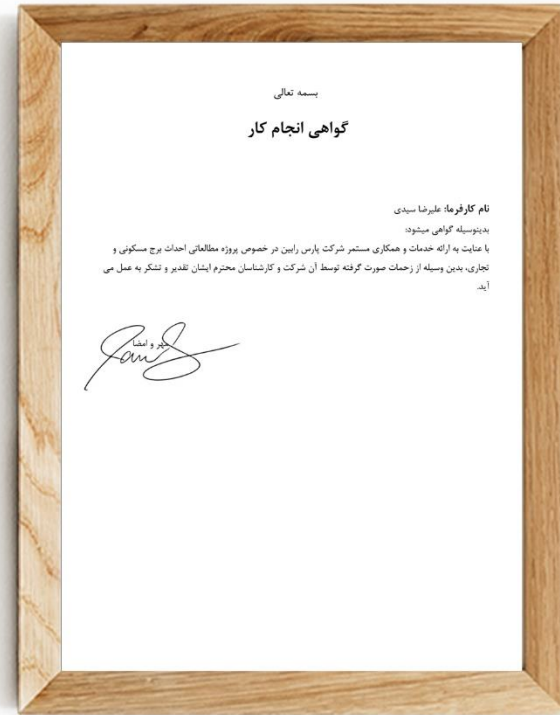 بسمه تعالی
گواهی انجام کار
نام کارفرما: علیرضا سیدی
بدینوسیله گواهی میشود:
با عنایت به ارائه خدمات و همکاری مستمر شرکت پارس رابین در خصوص پروژه مطالعاتی احداث برج مسکونی و
تجاری، بدین وسیله از زحمات صورت گرفته توسط آن شرکت و کارشناسان محترم ایشان تقدیر و تشکر به عمل می
آید.
مهر و امضا